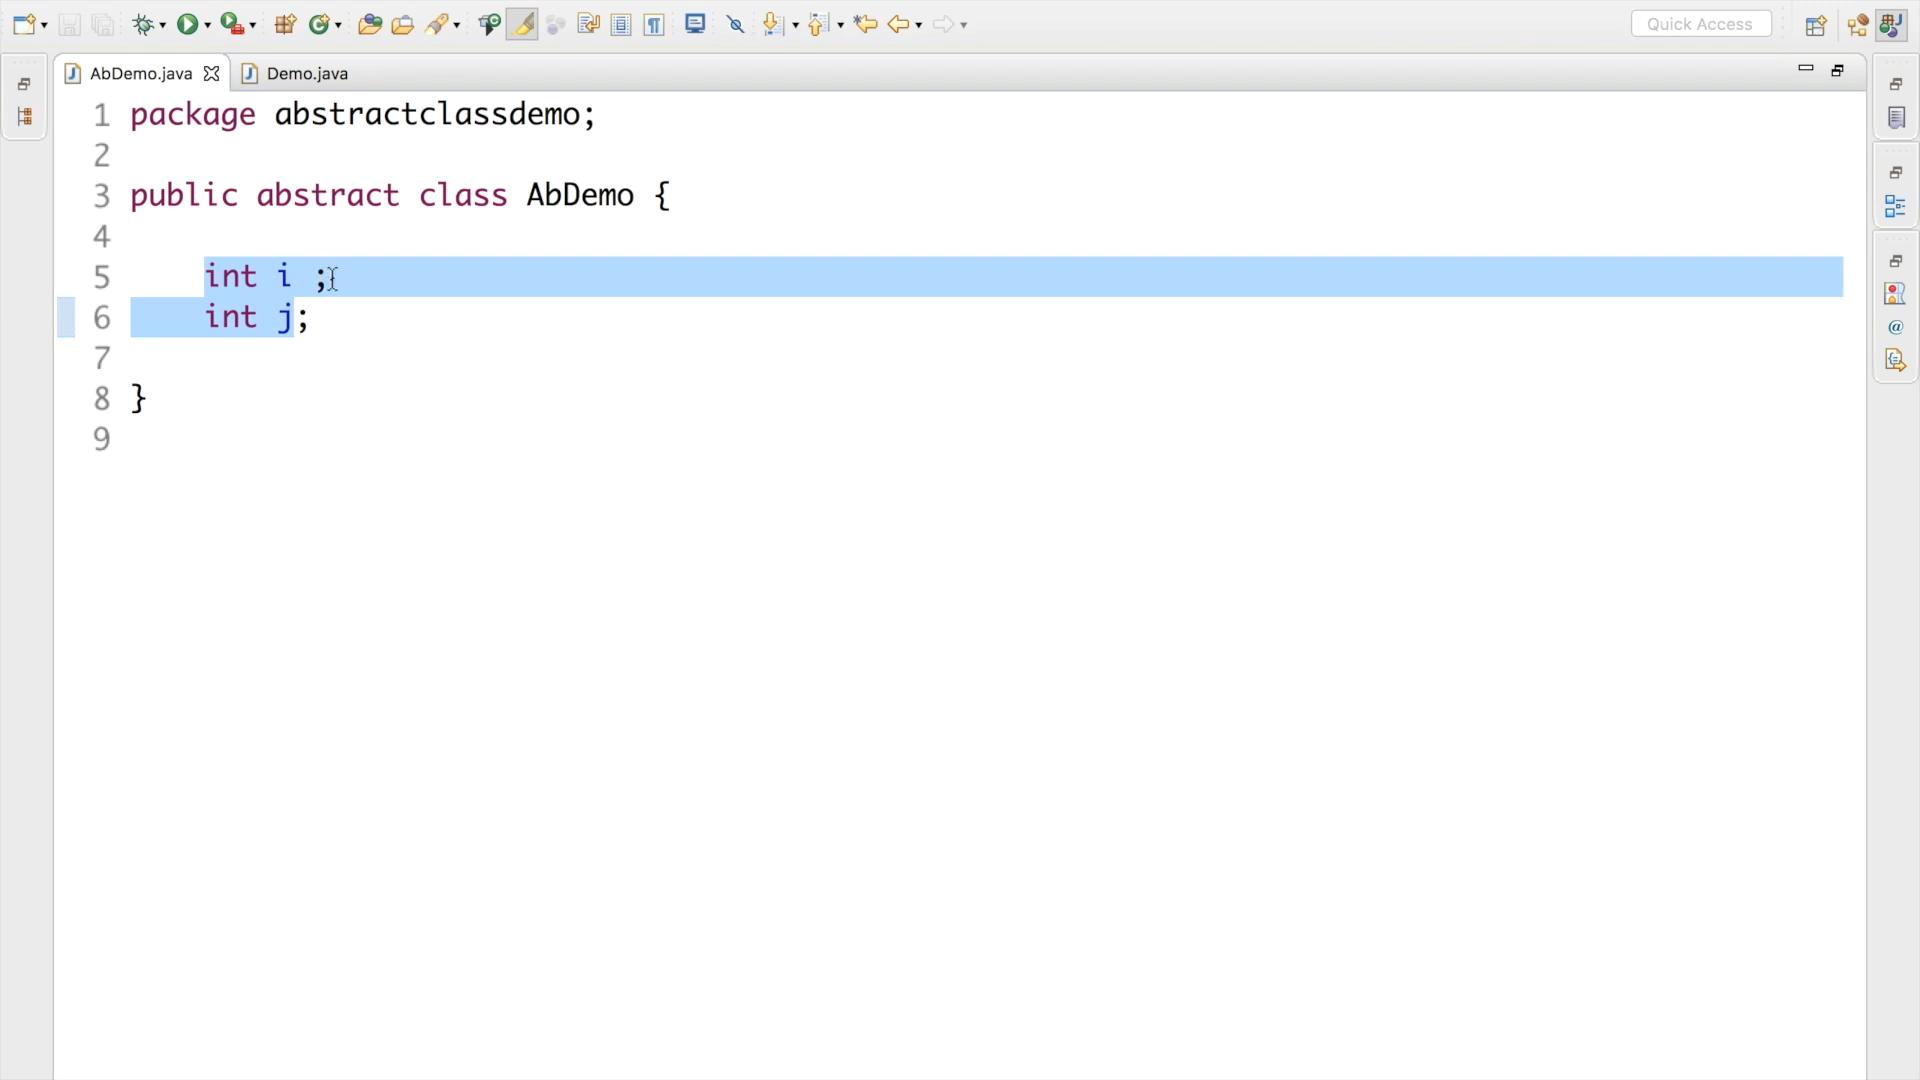 Quick Access
AbDemo.java Demo.java
1 package abstractclassdemo;
2
3 public abstract class AbDemo {
4
5 int i ;
6 int j;
7
8 }
9